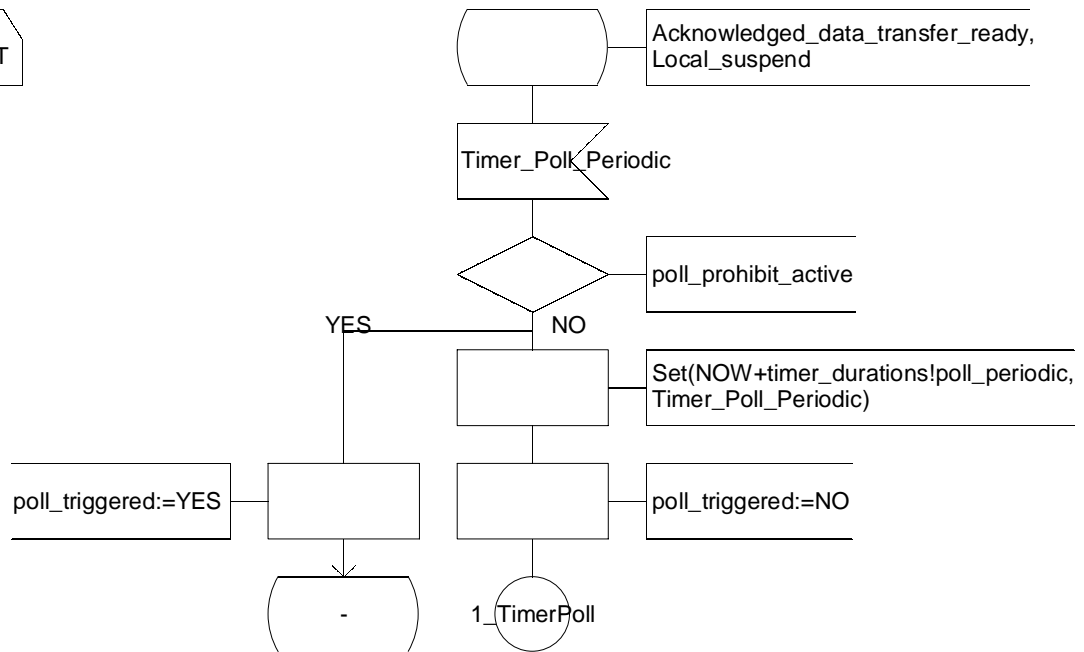 Acknowledged_data_transfer_ready,
Local_suspend
T
Timer_Poll_Periodic
poll_prohibit_active
YES
NO
Set(NOW+timer_durations!poll_periodic,
Timer_Poll_Periodic)
poll_triggered:=YES
poll_triggered:=NO
-
1_TimerPoll